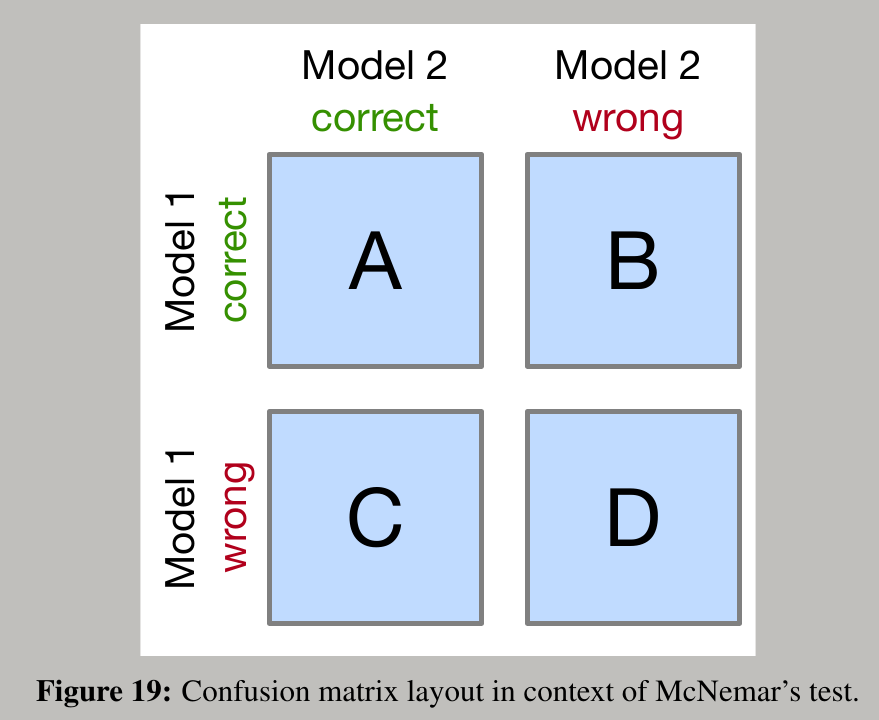 Model 2 Model 2
correct wrong
Model 1 correct A B
Model 1 wrong C D
Figure 19: Confusion matrix layout in context of McNemar's test.